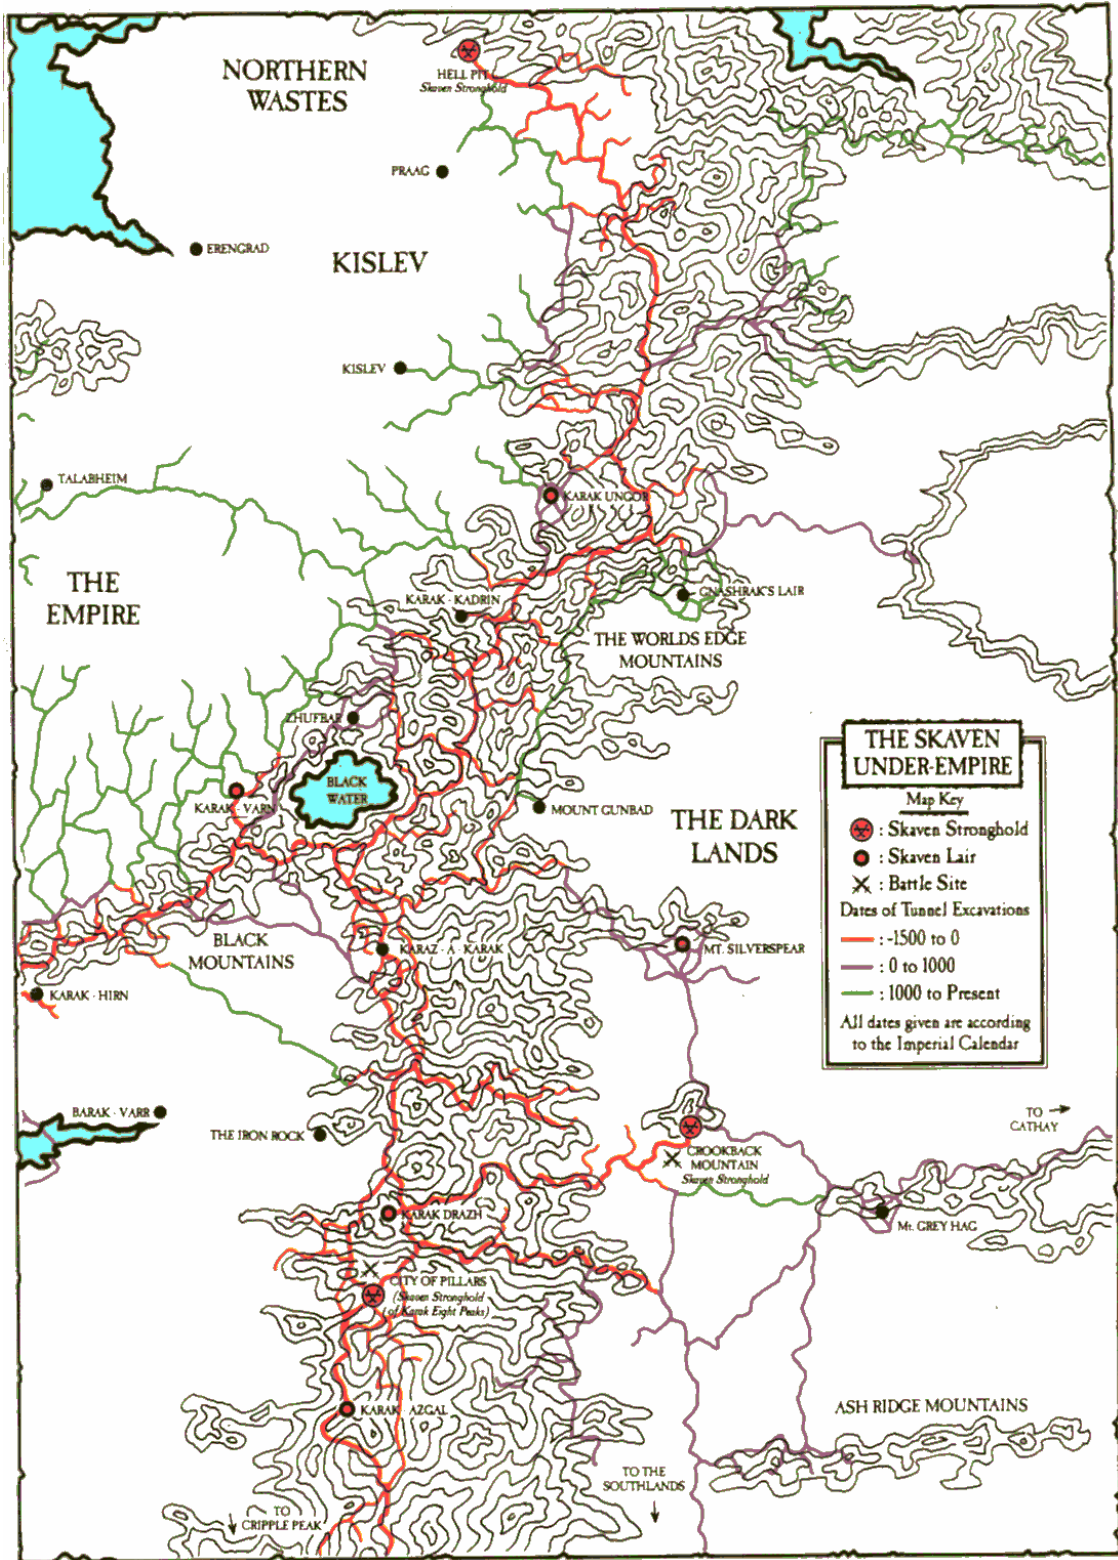 NORTHERN
WASTES
HELL PIT
Skaven Stronghold
PRAAG
ERENGRAD
KISLEV
KISLEV
TALABHEIM
KARAK UNGOR
THE
EMPIRE
KARAK - KADRIN
GNASHRAK'S LAIR
THE WORLDS EDGE
MOUNTAINS
ZHUFBAR
BLACK
WATER
KARAK - VARN
MOUNT GUNBAD
THE DARK
LANDS
THE SKAVEN
UNDER-EMPIRE
Map Key
: Skaven Stronghold
: Skaven Lair
: Battle Site
Dates of Tunnel Excavations
: -1500 to 0
: 0 to 1000
: 1000 to Present
All dates given are according
to the Imperial Calendar
BLACK
MOUNTAINS
KARAZ - A - KARAK
MT. SILVERSPEAR
KARAK - HIRN
BARAK - VARR
THE IRON ROCK
TO
CATHAY
CROOKBACK
MOUNTAIN
Skaven Stronghold
KARAK DRAZH
Mt. GREY HAG
CITY OF PILLARS
(Skaven Stronghold
of Karak Eight Peaks)
KARAK - AZGAL
ASH RIDGE MOUNTAINS
TO THE
SOUTHLANDS
TO
CRIPPLE PEAK